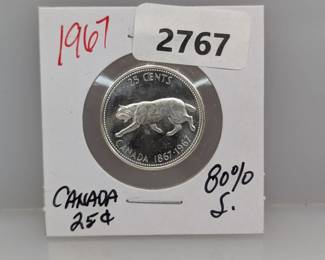 1967
2767
25 CENTS
CANADA 1867-1967
CANADA
25¢
80%
S.